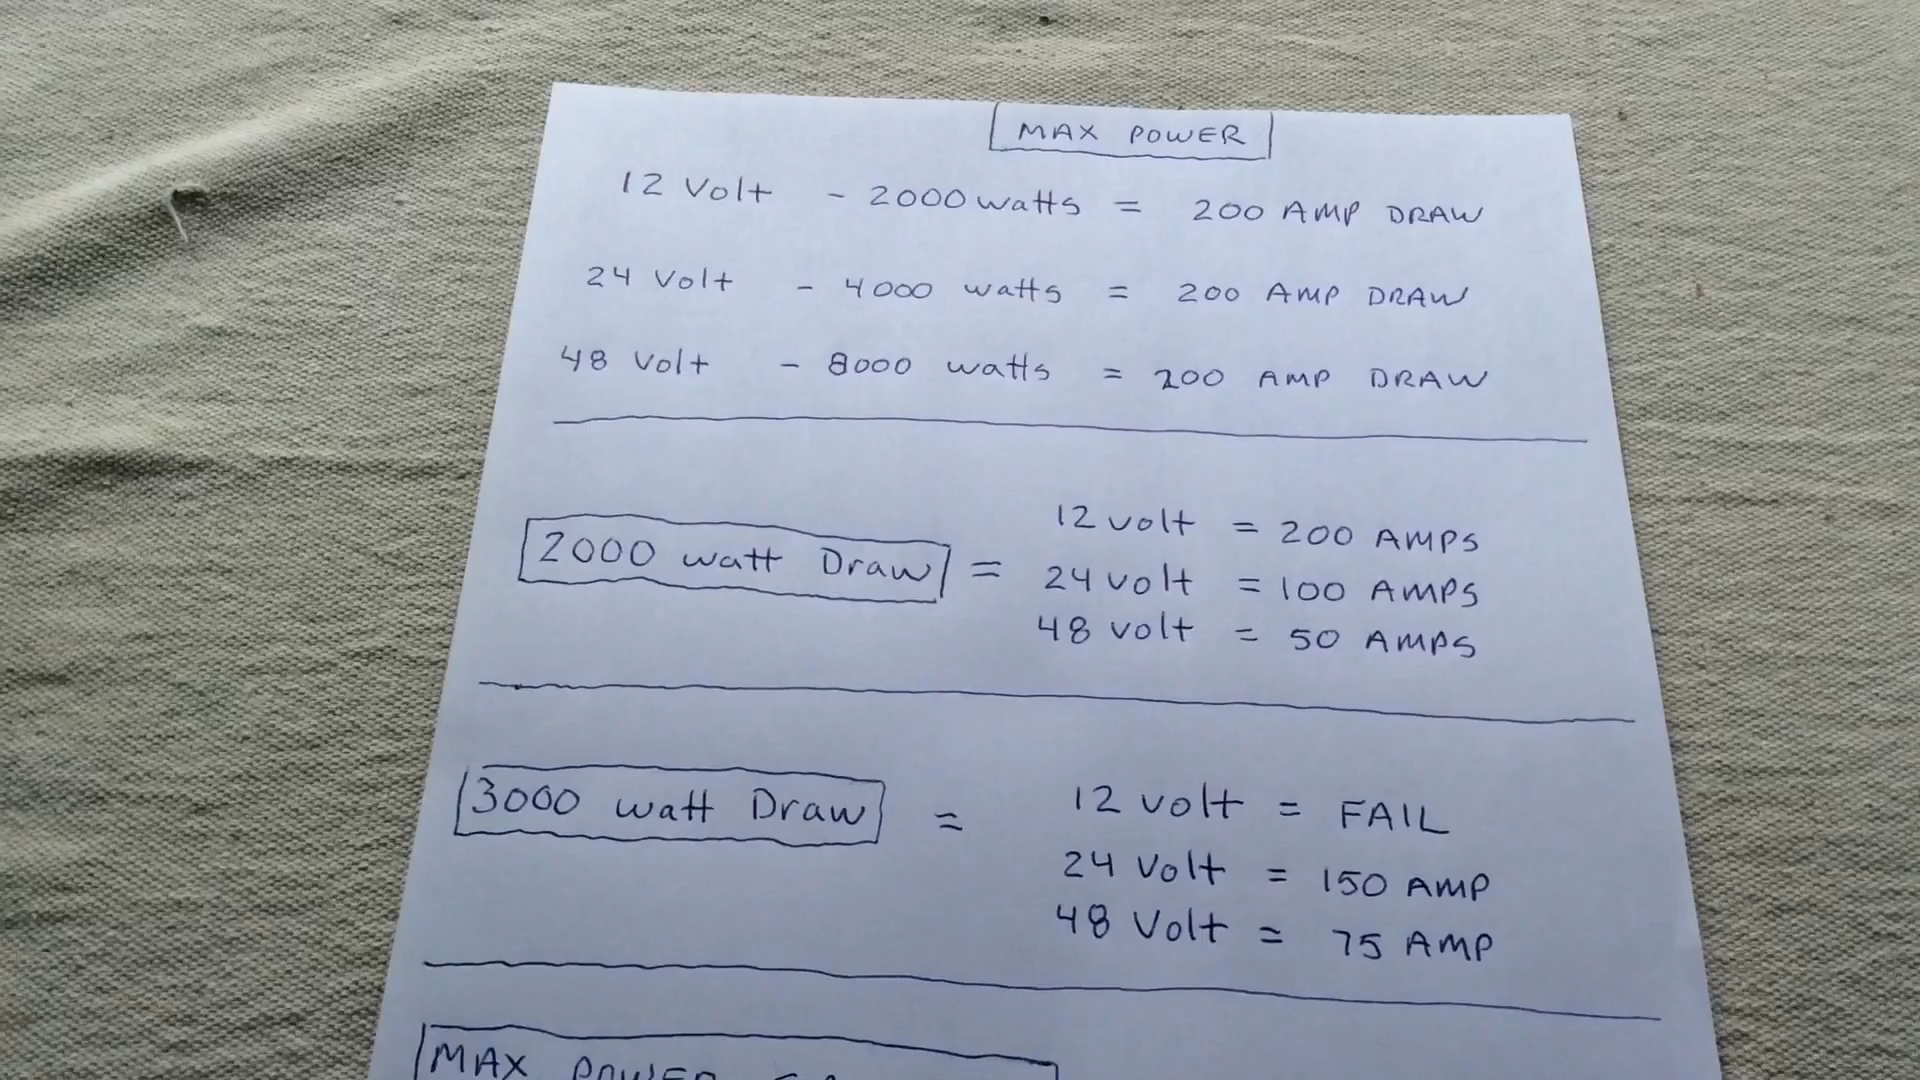 MAX POWER
12 Volt - 2000 watts = 200 AMP DRAW
24 Volt - 4000 watts = 200 AMP DRAW
48 Volt - 8000 watts = 200 AMP DRAW
2000 watt Draw =
12 volt = 200 AMPS
24 volt = 100 AMPS
48 volt = 50 AMPS
3000 watt Draw =
12 volt = FAIL
24 Volt = 150 AMP
48 Volt = 75 AMP
MAX POWER